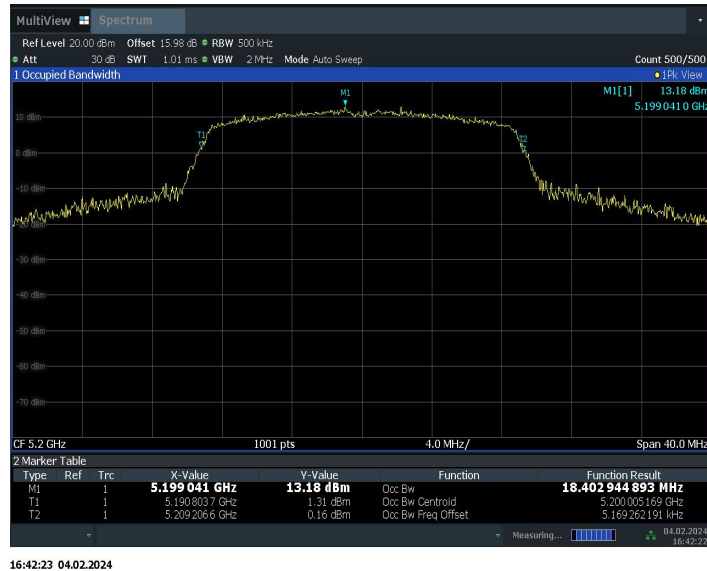 MultiView Spectrum
Ref Level 20.00 dBm Offset 15.98 dB RBW 500 kHz
Att 30 dB SWT 1.01 ms VBW 2 MHz Mode Auto Sweep Count 500/500
1 Occupied Bandwidth 1Pk View
M1[1] 13.18 dBm
5.1990410 GHz
M1
10 dBm
T1
T2
0 dBm
-10 dBm
-20 dBm
-30 dBm
-40 dBm
-50 dBm
-60 dBm
-70 dBm
CF 5.2 GHz 1001 pts 4.0 MHz/ Span 40.0 MHz
2 Marker Table
Type Ref Trc X-Value Y-Value Function Function Result
M1 1 5.199 041 GHz 13.18 dBm Occ Bw 18.402 944 893 MHz
T1 1 5.190 803 7 GHz 1.31 dBm Occ Bw Centroid 5.200 005 169 GHz
T2 1 5.209 206 6 GHz 0.16 dBm Occ Bw Freq Offset 5.169 262 191 kHz
Measuring... 04.02.2024
16:42:22
16:42:23 04.02.2024